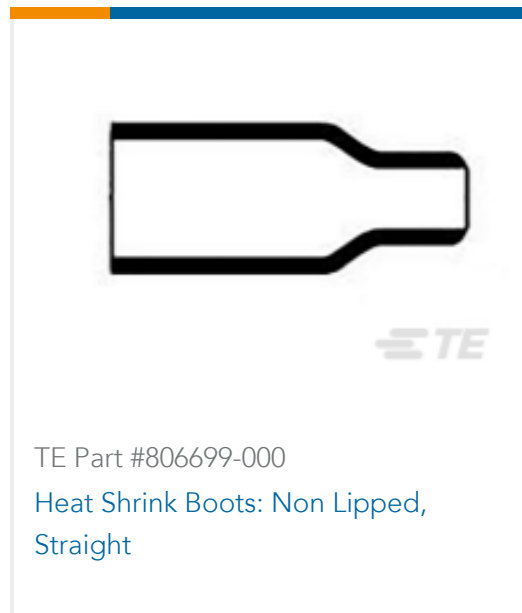 TE
TE Part #806699-000
Heat Shrink Boots: Non Lipped,
Straight